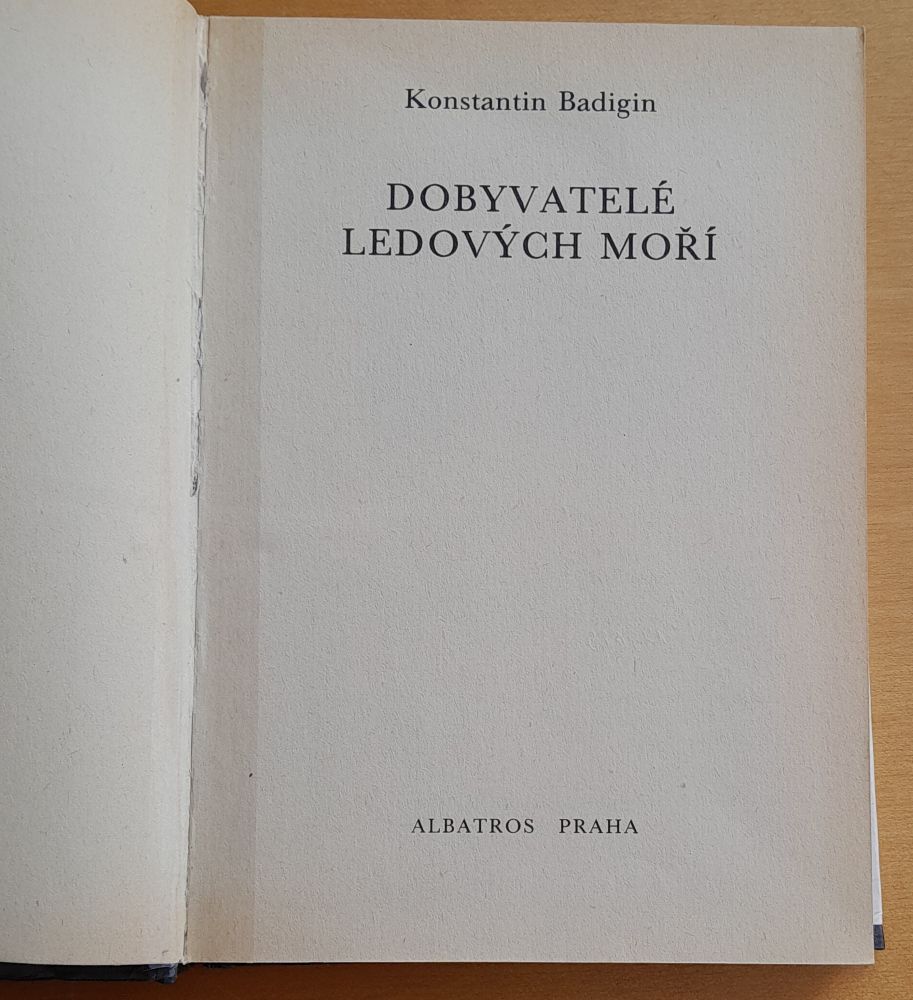 Konstantin Badigin
DOBYVATELÉ
LEDOVÝCH MOŘÍ
ALBATROS PRAHA